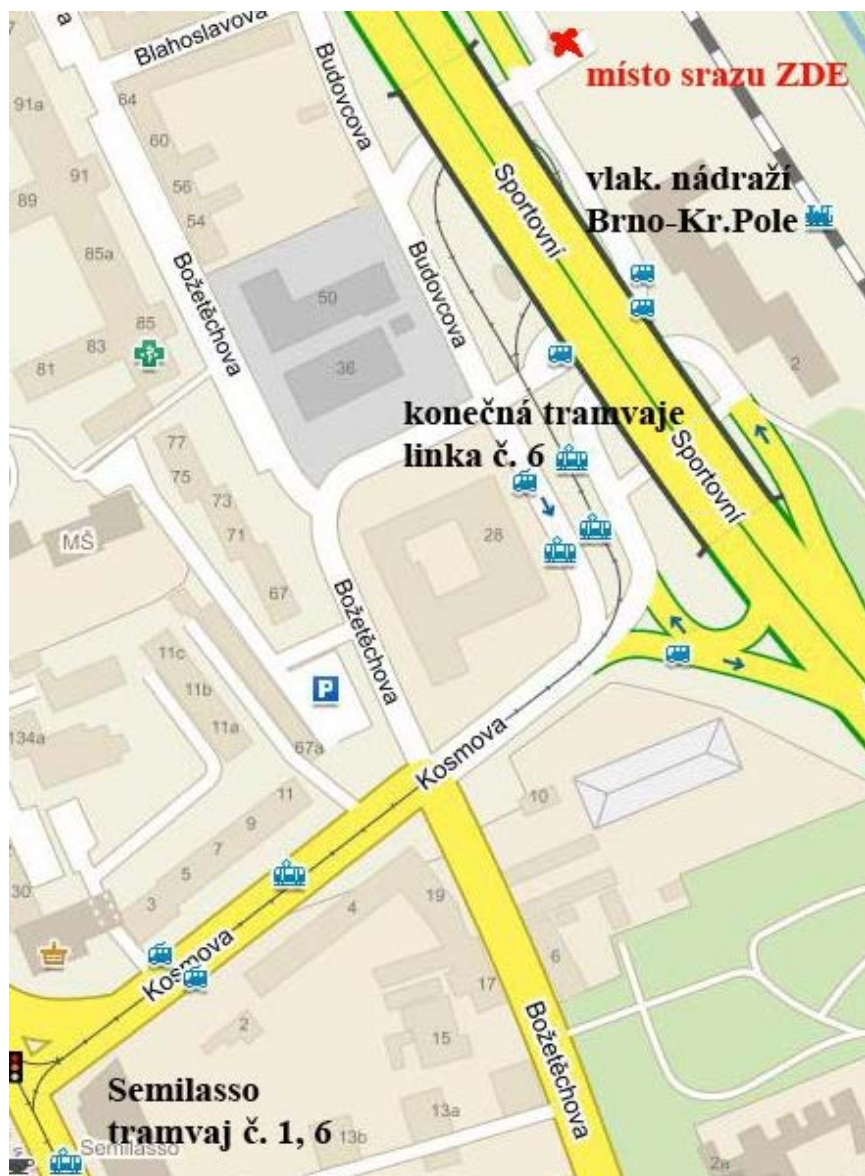 a
Blahoslavova
Budovcova
místo srazu ZDE
91a
64
60
91
56
89
54
Sportovní
vlak. nádraží
Brno-Kr.Pole
85a
Božetěchova
Budovcova
50
85
83
81
36
2
konečná tramvaje
linka č. 6
Sportovní
77
75
73
71
28
MŠ
67
Božetěchova
11c
11b
P
11a
134a
67a
Kosmova
11
10
9
7
5
4
19
30
3
Kosmova
6
17
2
15
Božetěchova
Semilasso
tramvaj č. 1, 6
13a
13b
Semilasso
2a